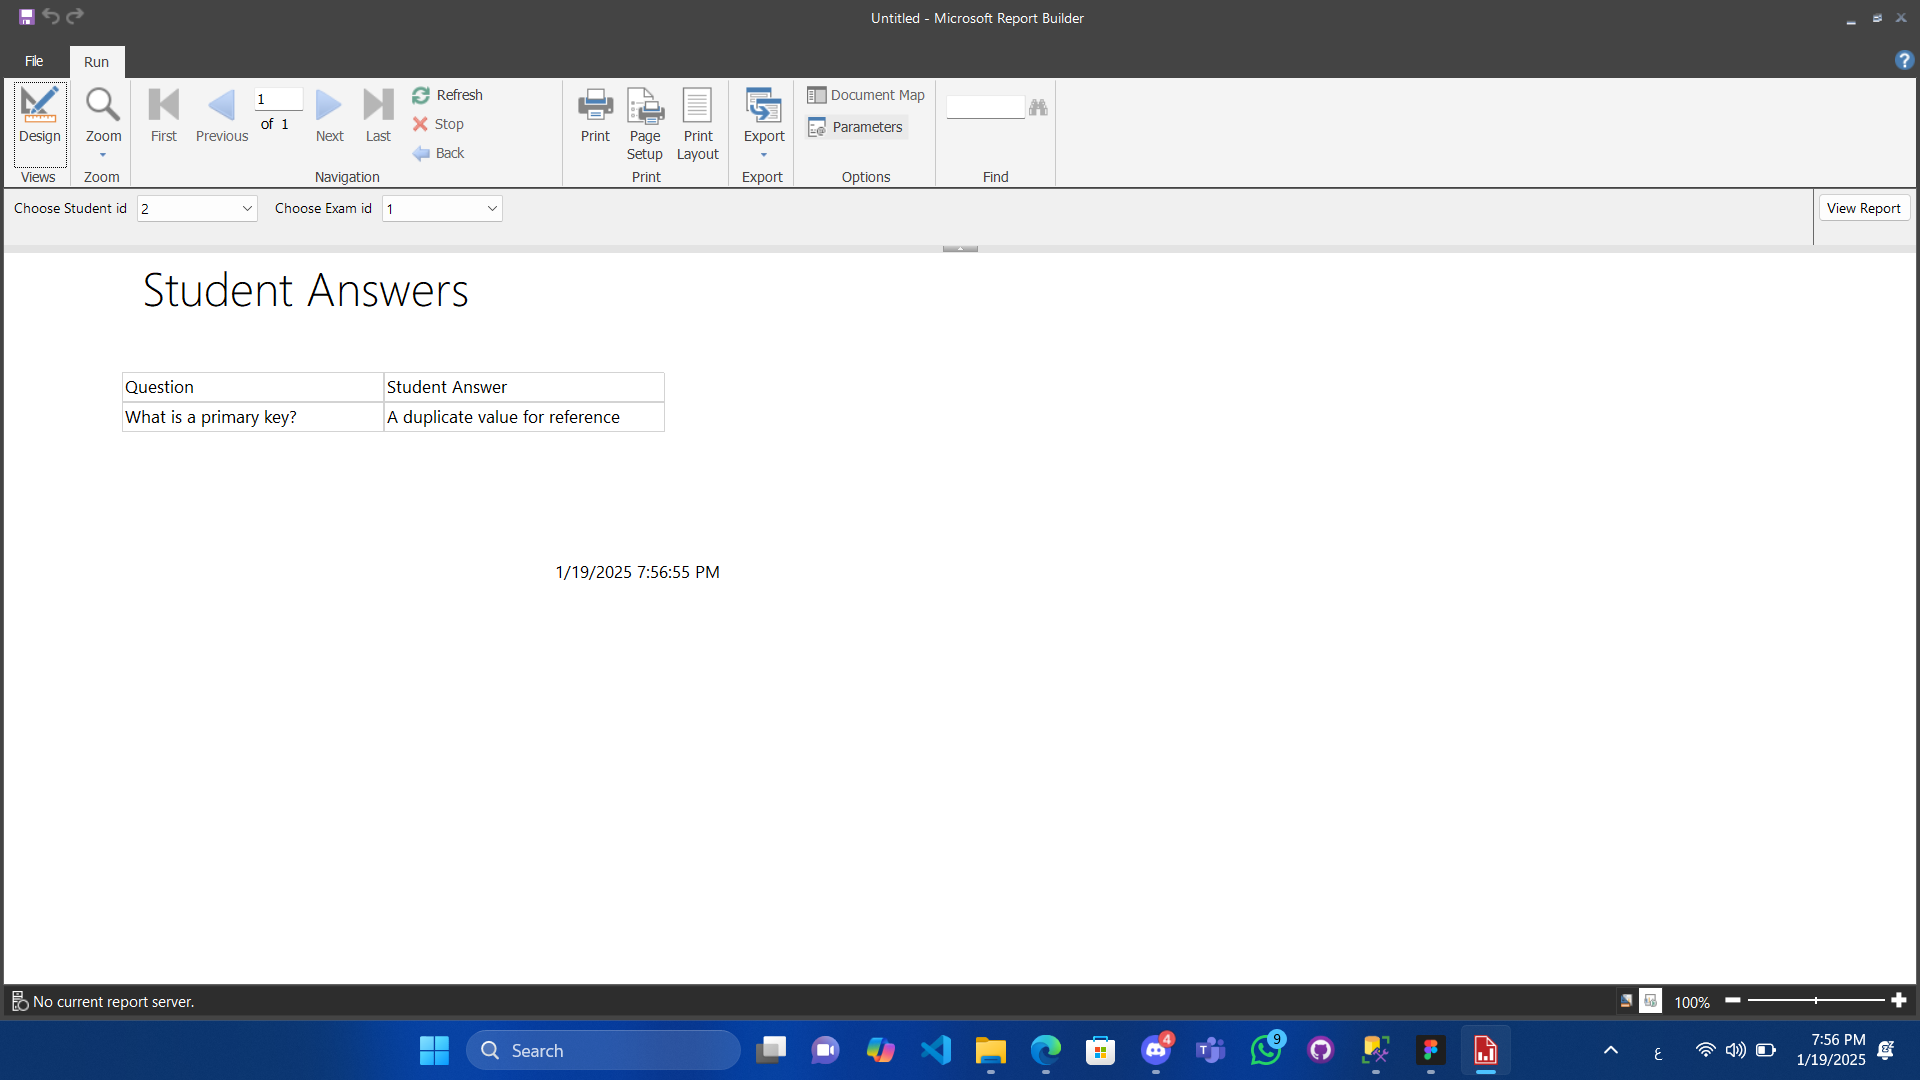 Untitled - Microsoft Report Builder
File
Run
Design
Zoom
First
Previous
1
of 1
Next
Last
Refresh
Stop
Back
Print
Page Setup
Print Layout
Export
Document Map
Parameters
Views
Zoom
Navigation
Print
Export
Options
Find
Choose Student id
2
Choose Exam id
1
View Report
Student Answers
Question
Student Answer
What is a primary key?
A duplicate value for reference
1/19/2025 7:56:55 PM
No current report server.
100%
Search
4
9
ع
7:56 PM
1/19/2025